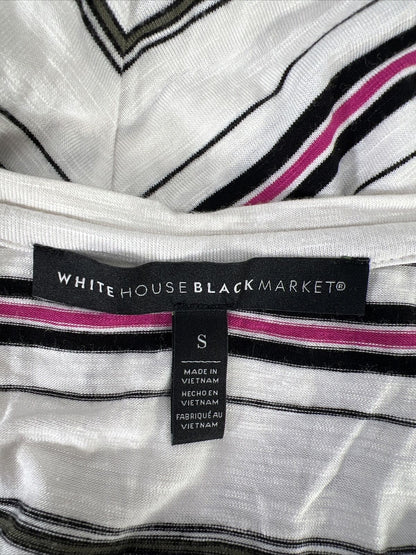 WHITE HOUSE BLACK MARKET®
S
MADE IN
VIETNAM
HECHO EN
VIETNAM
FABRIQUÉ AU
VIETNAM